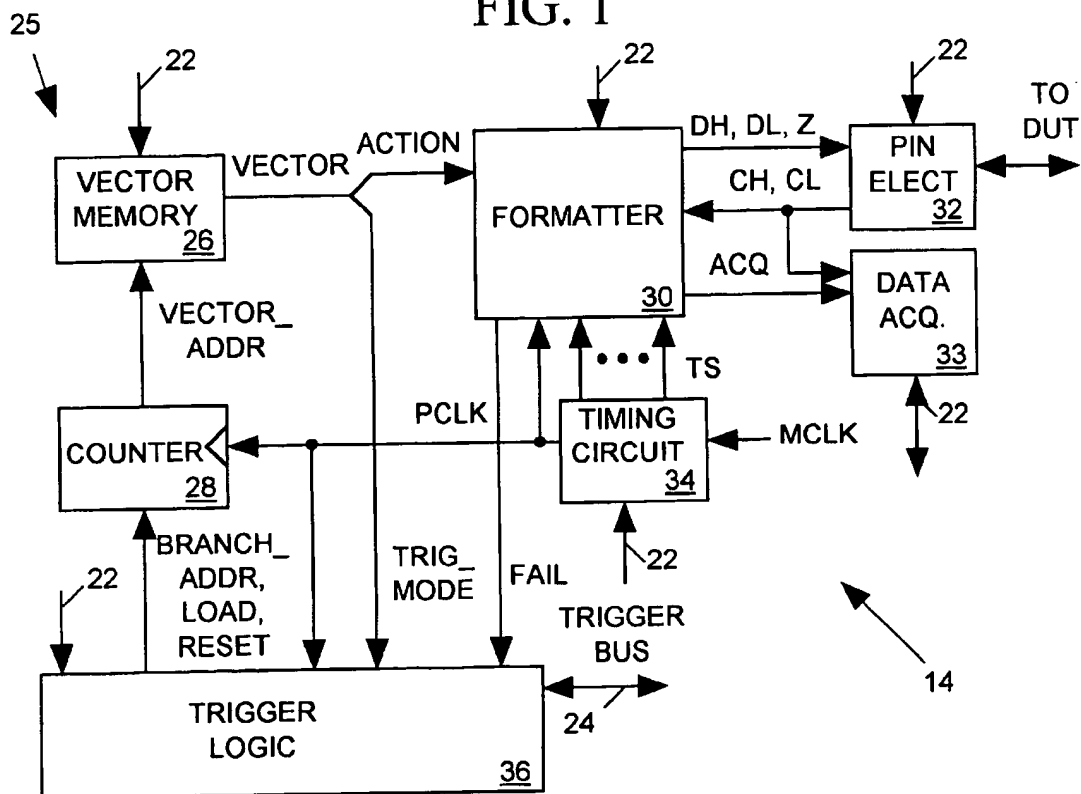 FIG. 1
25
22
22
22
TO
DUT
VECTOR
MEMORY
26
VECTOR
ACTION
FORMATTER
30
DH, DL, Z
CH, CL
ACQ
PIN
ELECT
32
DATA
ACQ.
33
22
VECTOR_
ADDR
TS
PCLK
TIMING
CIRCUIT
34
MCLK
COUNTER
28
22
BRANCH_
ADDR,
LOAD,
RESET
TRIG_
MODE
FAIL
22
TRIGGER
BUS
24
14
TRIGGER
LOGIC
36